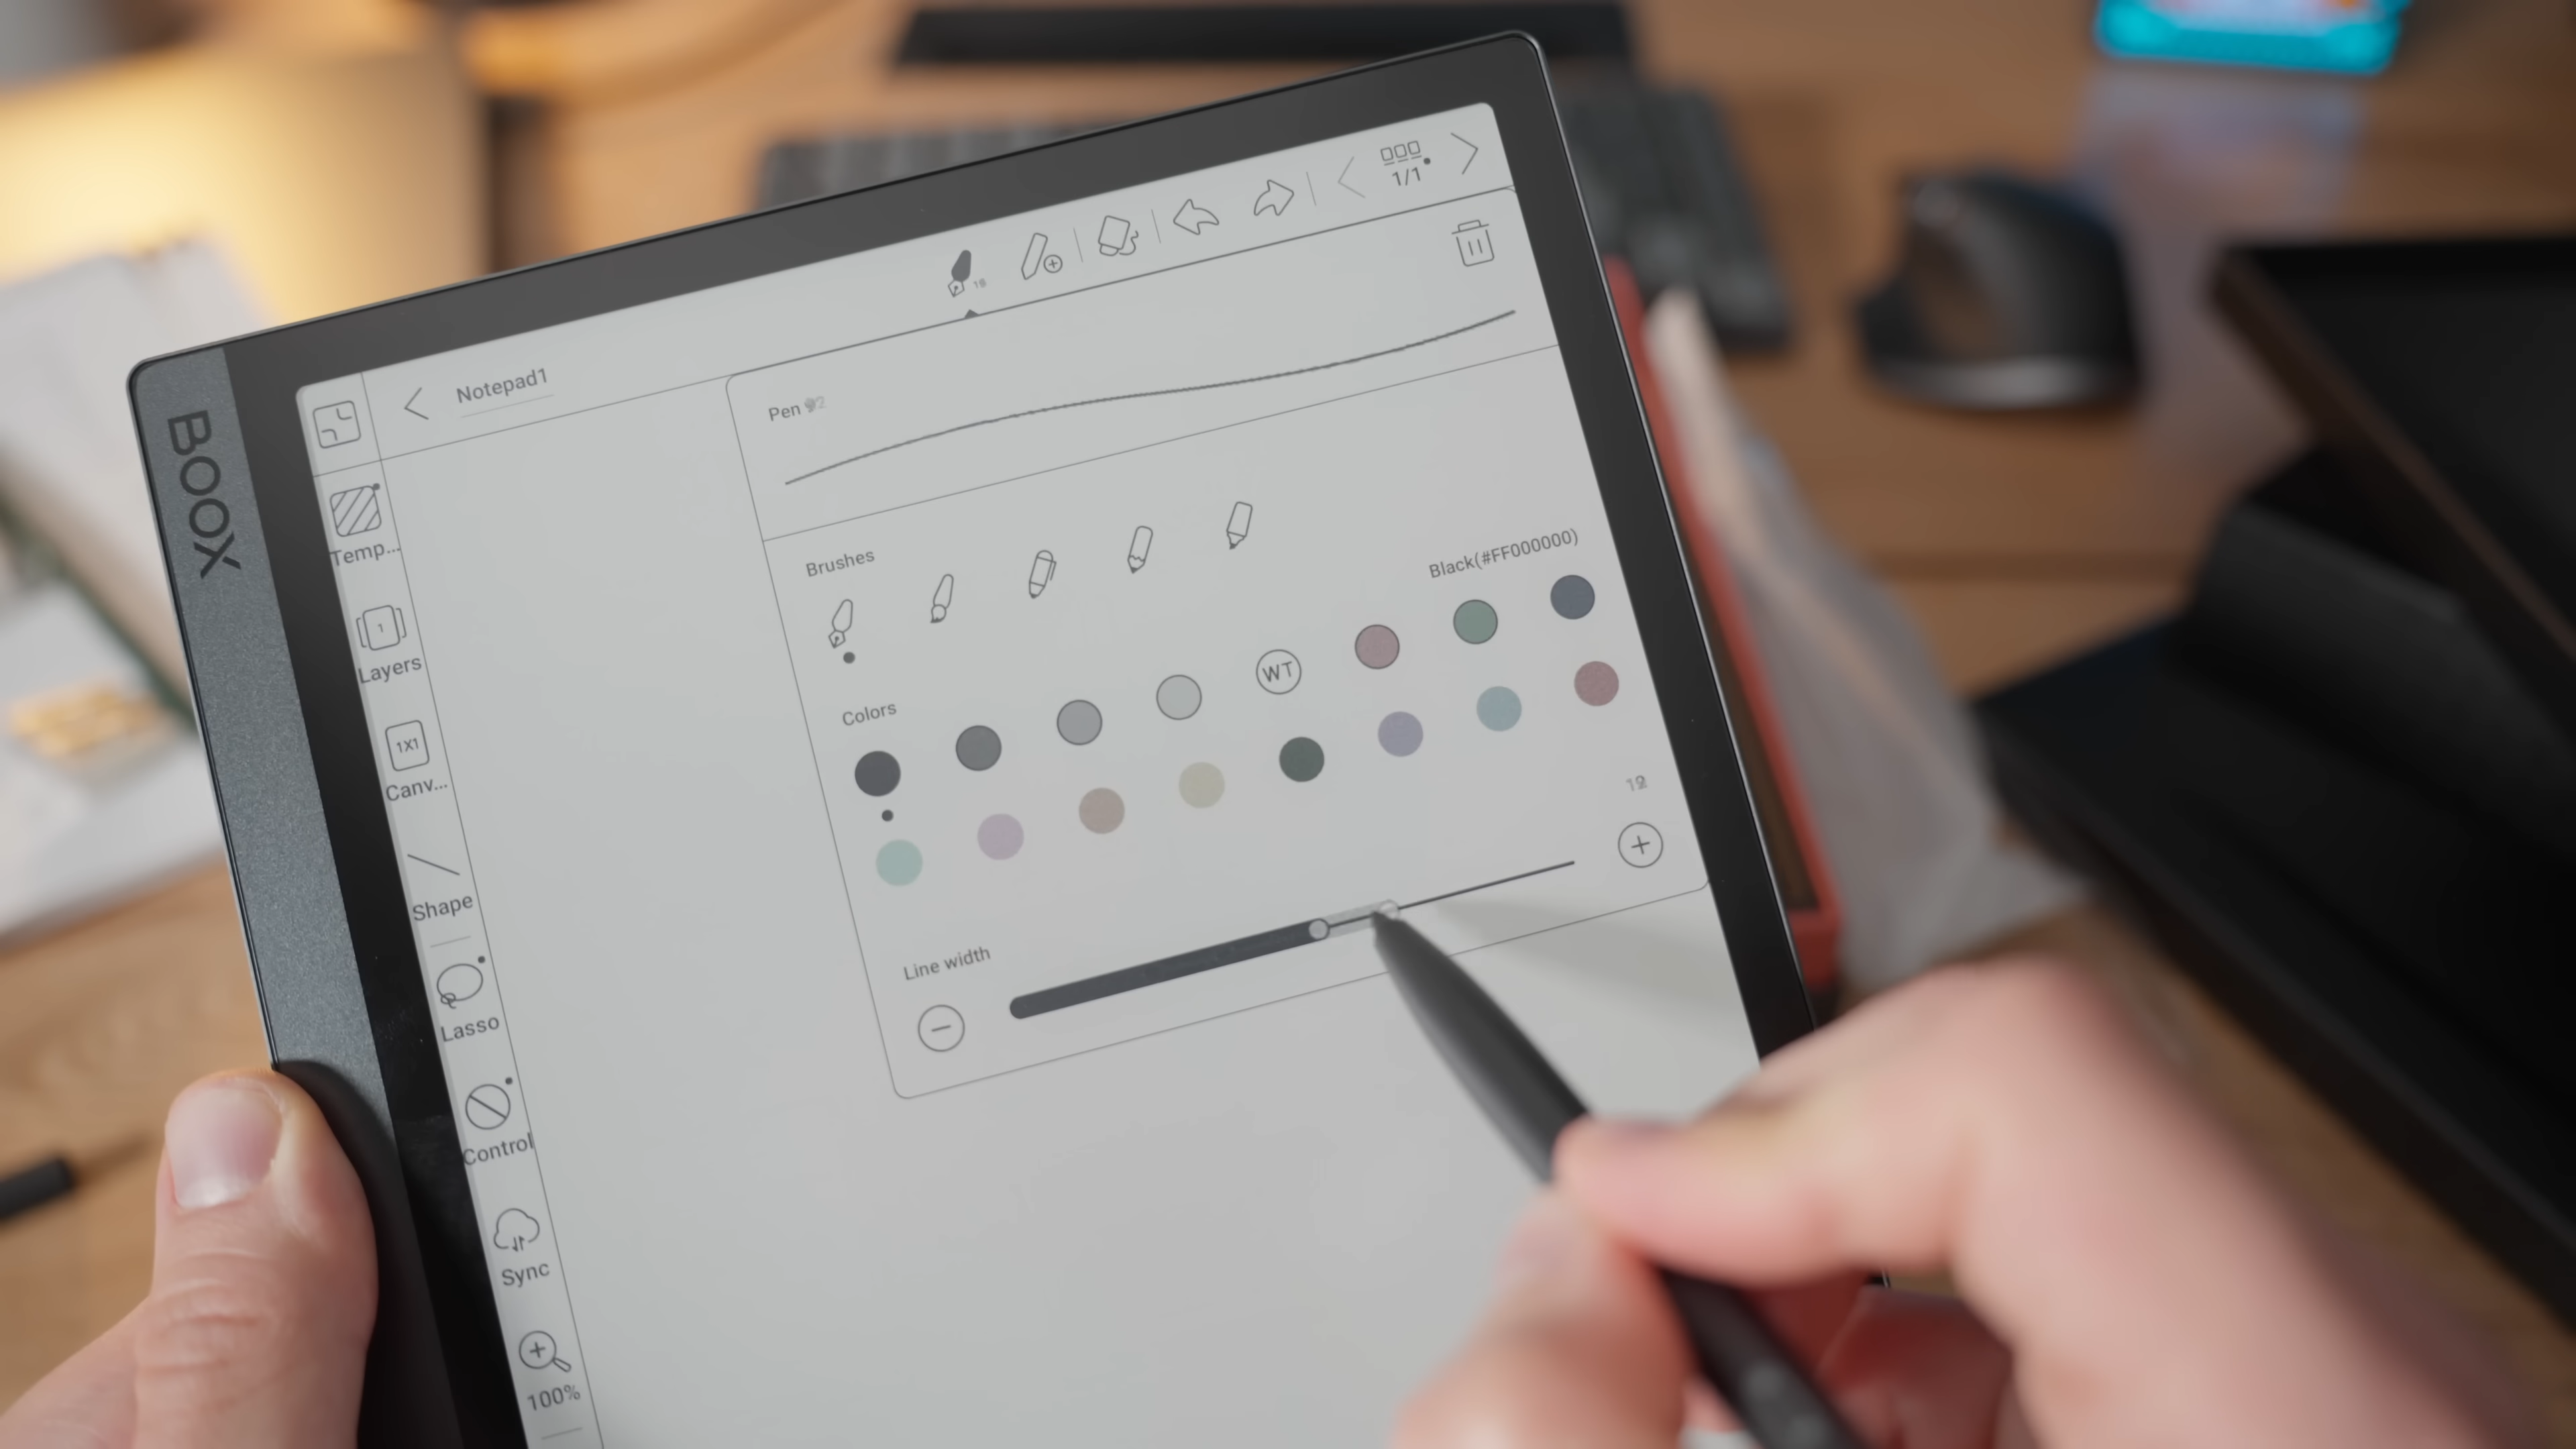 BOOX
Notepad1
1/1
Temp...
Layers
1
Canv...
1X1
Shape
Lasso
Control
Sync
100%
Pen
Brushes
Black(#FF000000)
Colors
WT
Line width